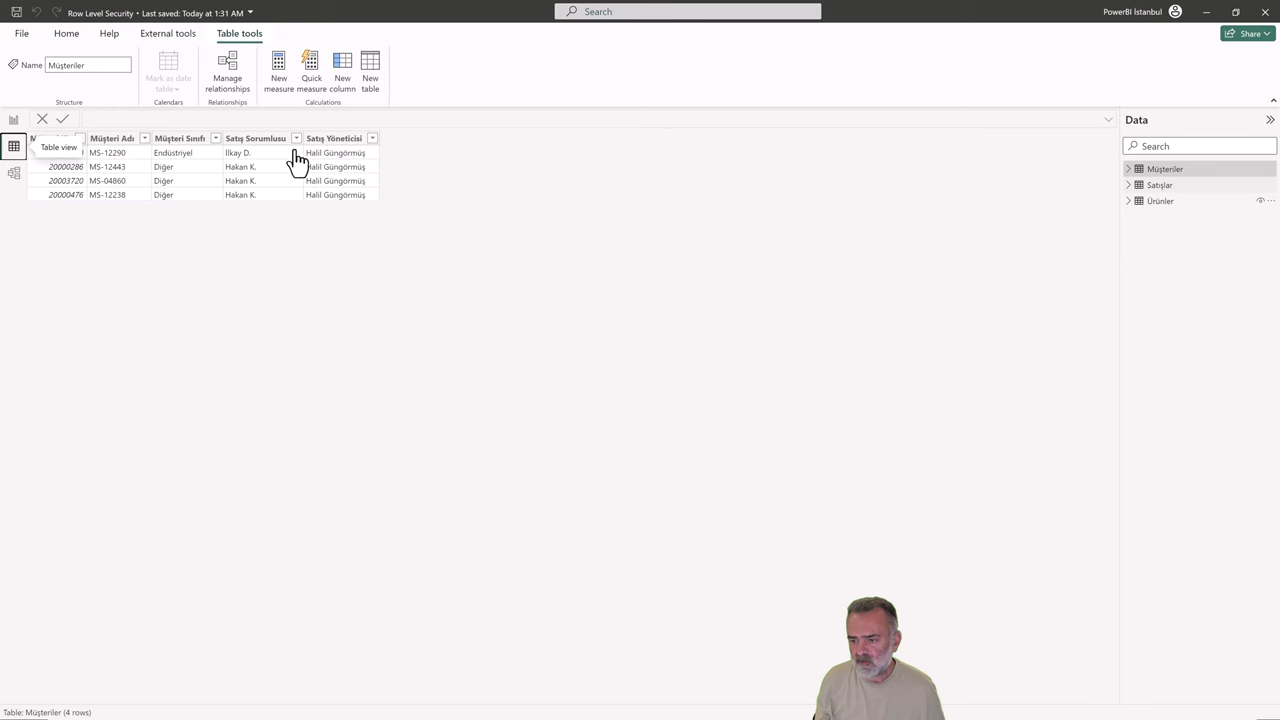 Row Level Security • Last saved: Today at 1:31 AM
Search
PowerBI İstanbul
File
Home
Help
External tools
Table tools
Share
Name
Müşteriler
Mark as date table
Manage relationships
New measure
Quick measure
New column
New table
Structure
Calendars
Relationships
Calculations
Data
Search
Müşteriler
Satışlar
Ürünler
Table view
Müşteri Adı
Müşteri Sınıfı
Satış Sorumlusu
Satış Yöneticisi
MS-12290
Endüstriyel
İlkay D.
Halil Güngörmüş
20000286
MS-12443
Diğer
Hakan K.
Halil Güngörmüş
20003720
MS-04860
Diğer
Hakan K.
Halil Güngörmüş
20000476
MS-12238
Diğer
Hakan K.
Halil Güngörmüş
Table: Müşteriler (4 rows)